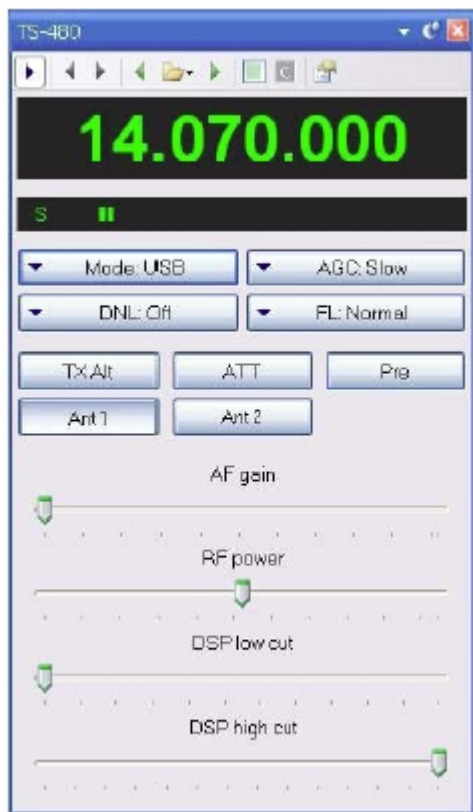 TS-480
14.070.000
S
Mode: USB AGC: Slow
DNL: Off FL: Normal
TX Alt ATT Pre
Ant 1 Ant 2
AF gain
RF power
DSP low cut
DSP high cut